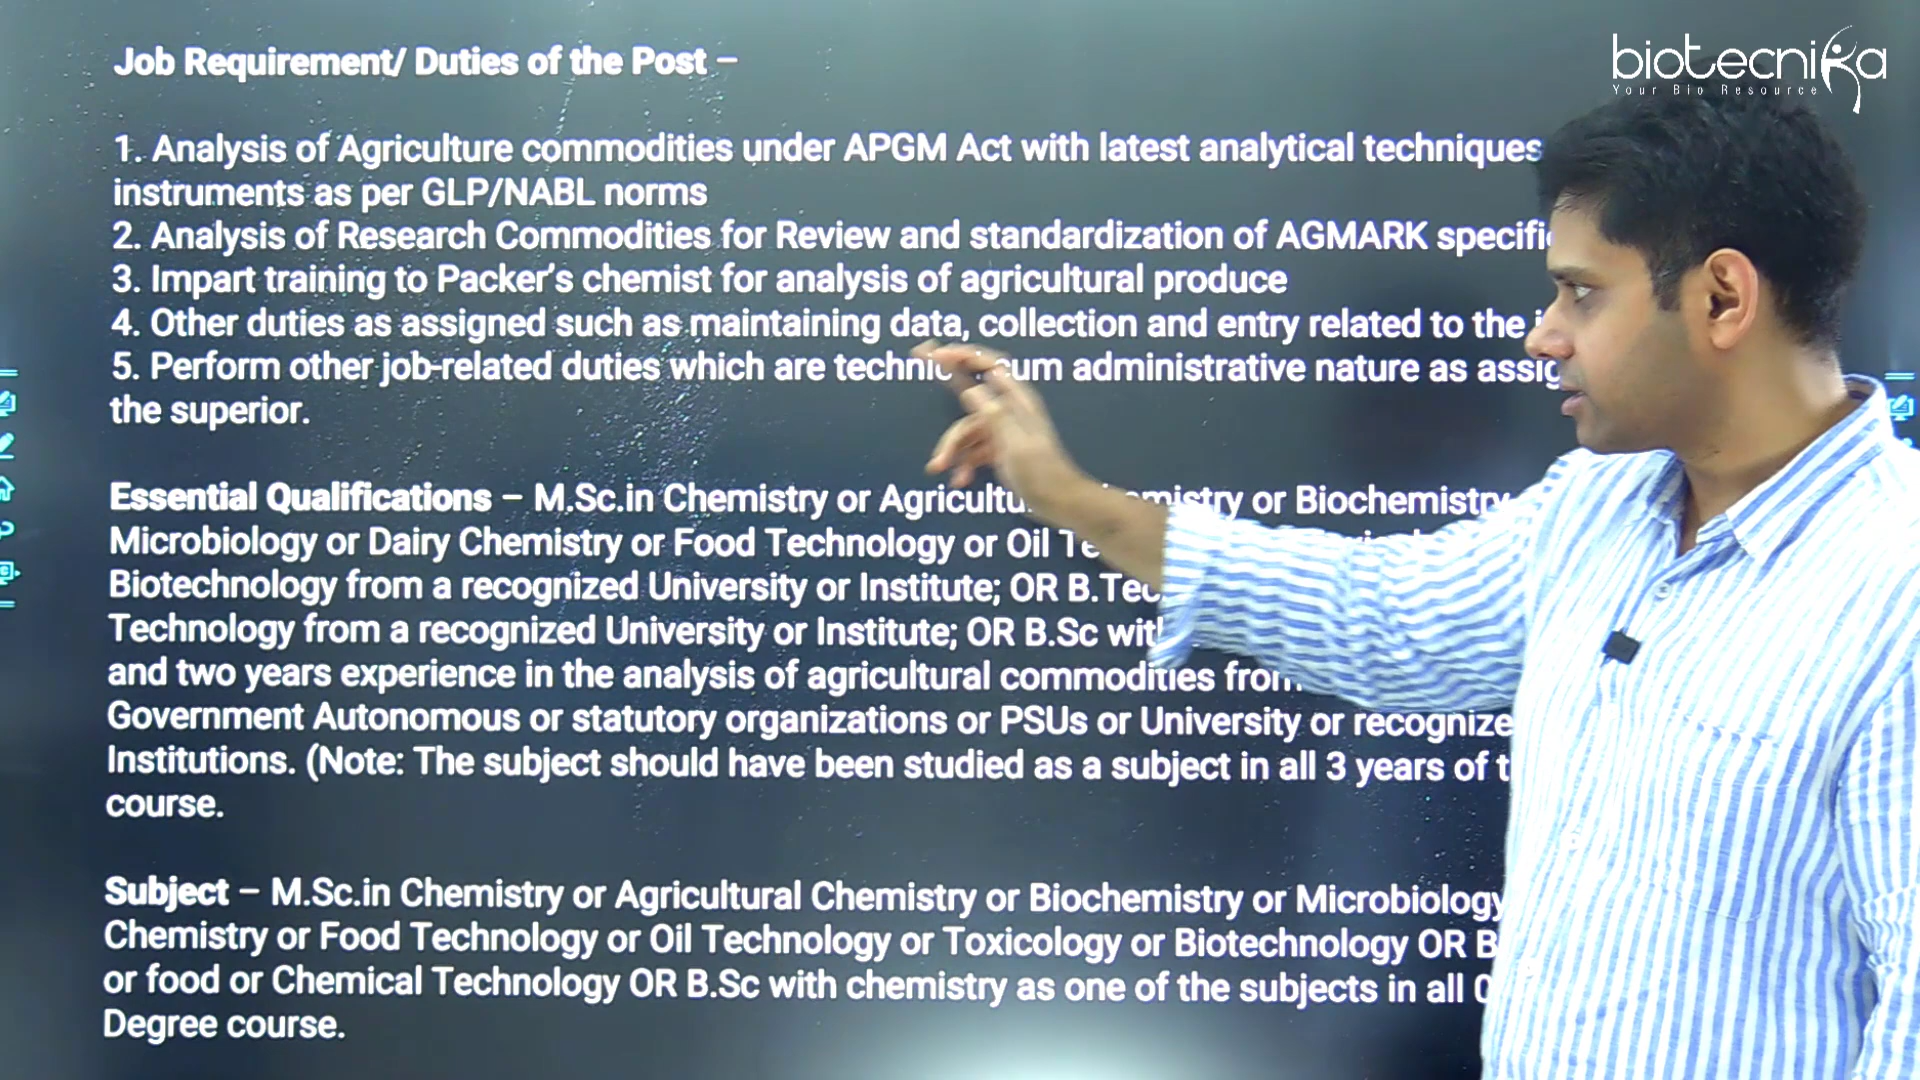 biotecnika
Your Bio Resource
Job Requirement/ Duties of the Post –
1. Analysis of Agriculture commodities under APGM Act with latest analytical techniques
instruments as per GLP/NABL norms
2. Analysis of Research Commodities for Review and standardization of AGMARK
3. Impart training to Packer's chemist for analysis of agricultural produce
4. Other duties as assigned such as maintaining data, collection and entry related to the
5. Perform other job-related duties which are cum administrative nature as
the superior.
Essential Qualifications – M.Sc.in Chemistry or or Biochemistry
Microbiology or Dairy Chemistry or Food Technology or Oil
Biotechnology from a recognized University or Institute; OR
Technology from a recognized University or Institute; OR B.Sc
and two years experience in the analysis of agricultural commodities from
Government Autonomous or statutory organizations or PSUs or University or
Institutions. (Note: The subject should have been studied as a subject in all 3 years of
course.
Subject – M.Sc.in Chemistry or Agricultural Chemistry or Biochemistry or Microbiology
Chemistry or Food Technology or Oil Technology or Toxicology or Biotechnology OR
or food or Chemical Technology OR B.Sc with chemistry as one of the subjects in all
Degree course.